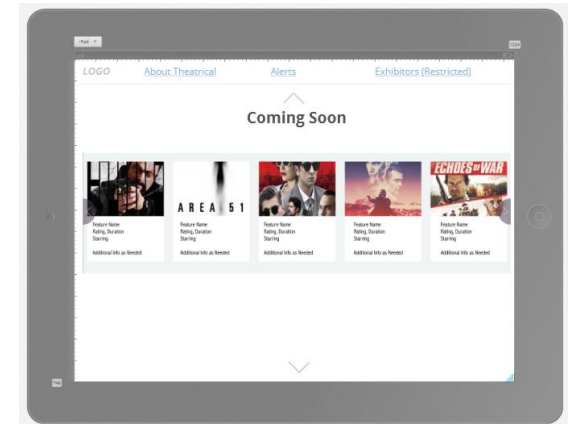 iPad
LOGO About Theatrical Alerts Exhibitors (Restricted)
Coming Soon
AREA 51
ECHOES OF WAR
Feature Name
Rating, Duration
Starring
Additional Info as Needed
Feature Name
Rating, Duration
Starring
Additional Info as Needed
Feature Name
Rating, Duration
Starring
Additional Info as Needed
Feature Name
Rating, Duration
Starring
Additional Info as Needed
Feature Name
Rating, Duration
Starring
Additional Info as Needed